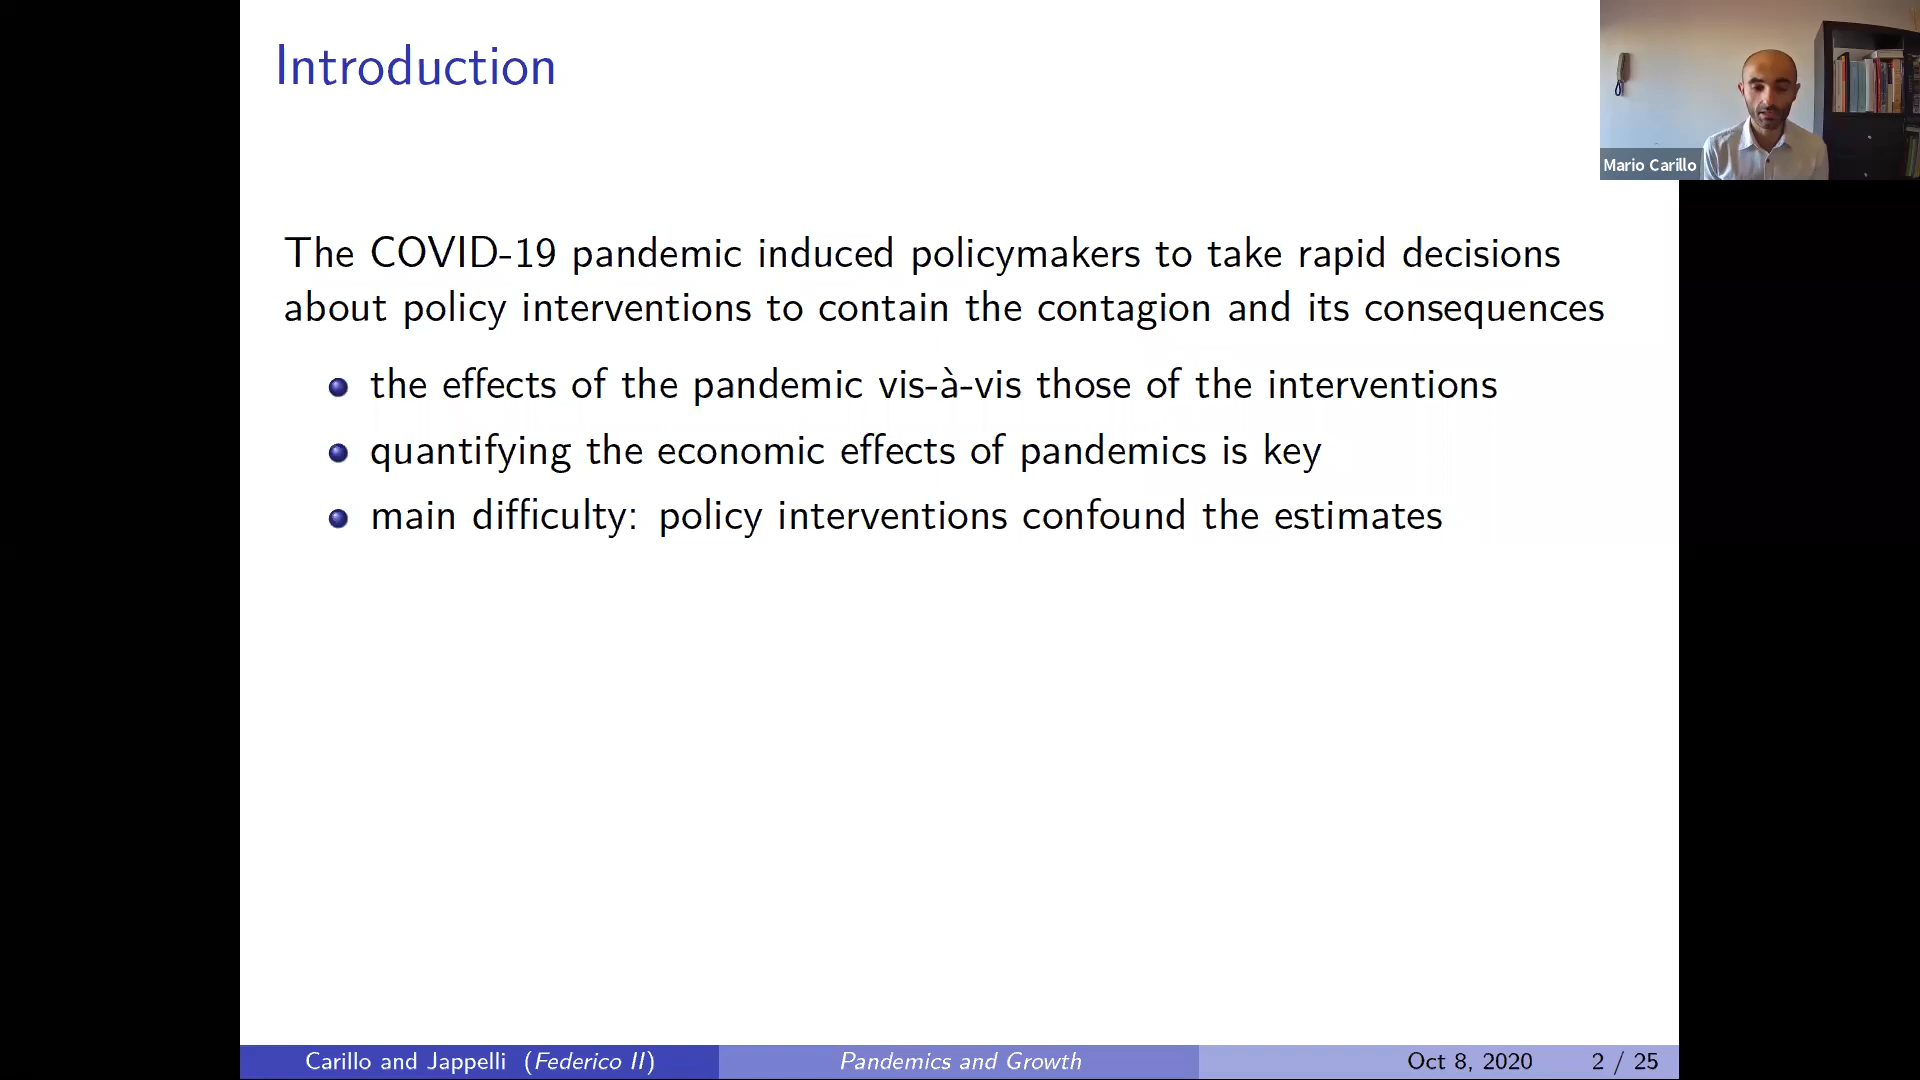 Introduction
Mario Carillo
The COVID-19 pandemic induced policymakers to take rapid decisions
about policy interventions to contain the contagion and its consequences
the effects of the pandemic vis-à-vis those of the interventions
quantifying the economic effects of pandemics is key
main difficulty: policy interventions confound the estimates
Carillo and Jappelli (Federico II) Pandemics and Growth Oct 8, 2020 2 / 25